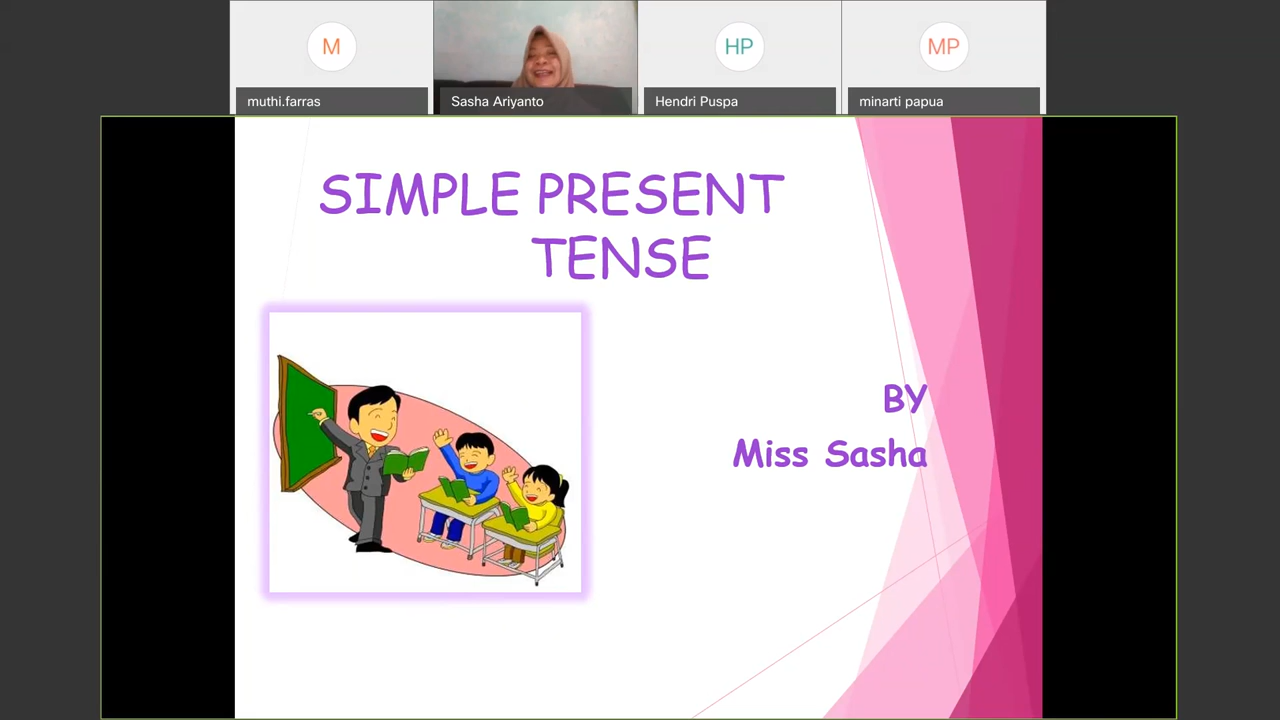 M
HP
MP
muthi.farras
Sasha Ariyanto
Hendri Puspa
minarti papua
SIMPLE PRESENT
TENSE
BY
Miss Sasha